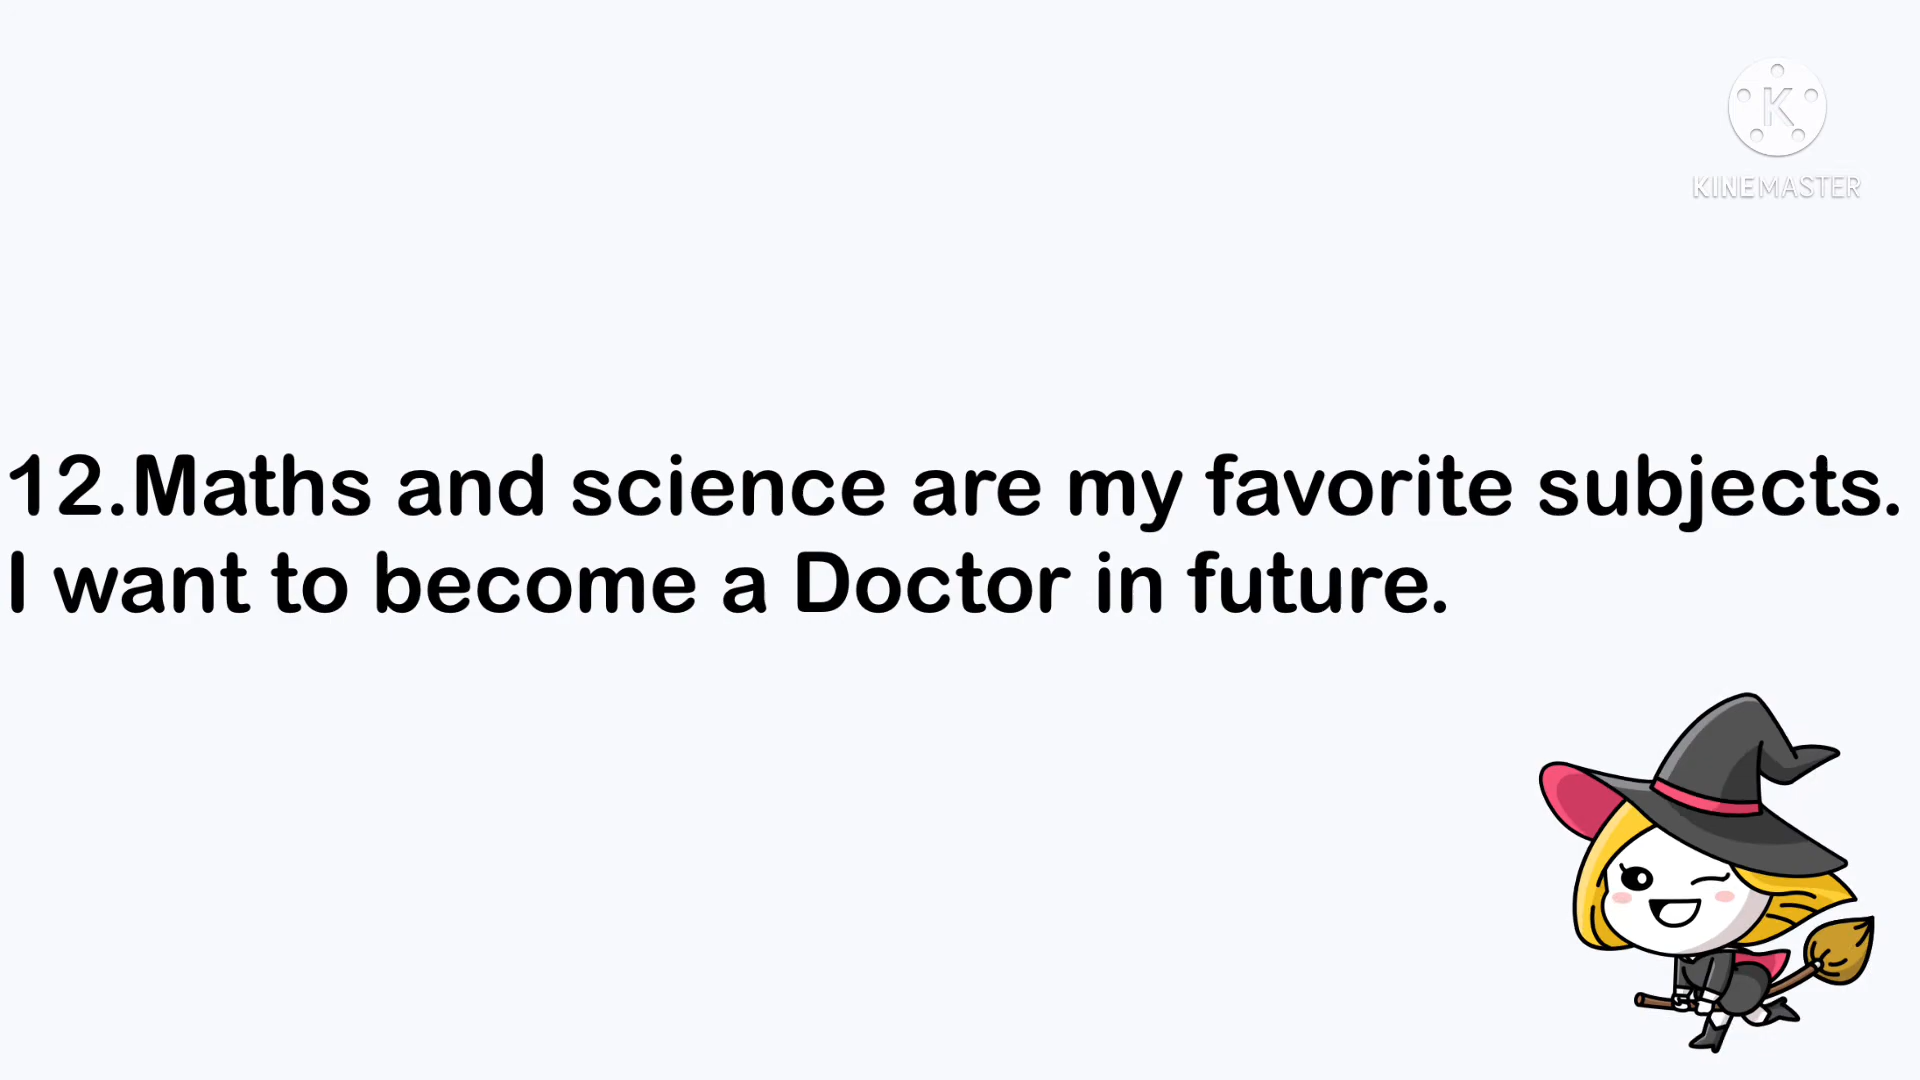 K
KINEMASTER
12.Maths and science are my favorite subjects.
I want to become a Doctor in future.